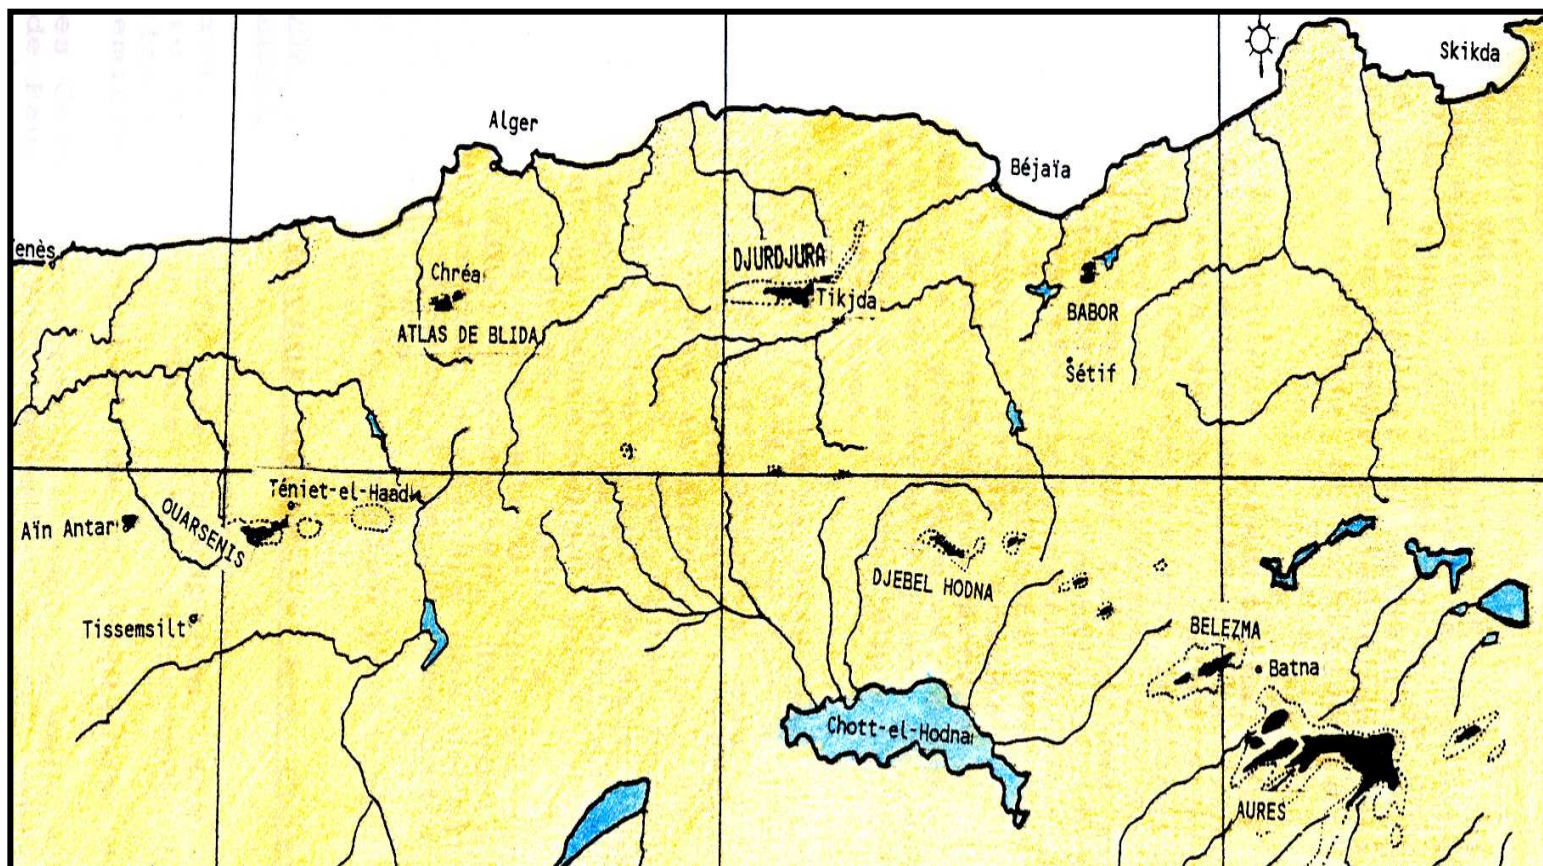 Skikda
Alger
Béjaïa
enès
DJURDJURA
Chréa
Tikjda
BABOR
ATLAS DE BLIDA
Sétif
Téniet-el-Haad
OUARSENIS
Aïn Antar
DJEBEL HODNA
Tissemsilt
BELEZMA
Batna
Chott-el-Hodna
AURES